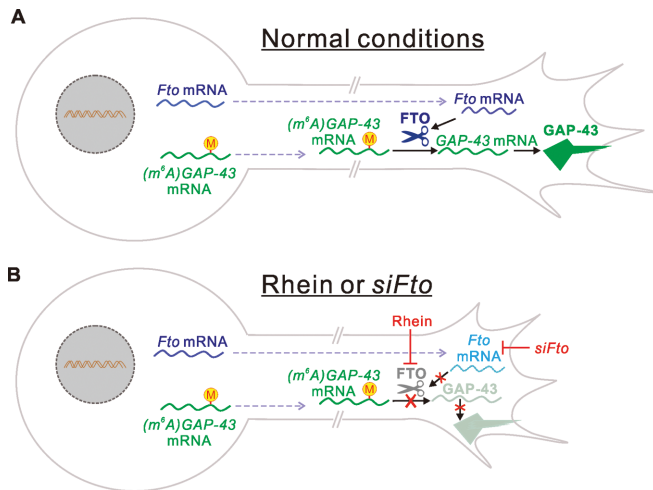 A
Normal conditions
Fto mRNA
Fto mRNA
(m⁶A)GAP-43
mRNA
M
FTO
GAP-43 mRNA
GAP-43
M
(m⁶A)GAP-43
mRNA
B
Rhein or siFto
Rhein
Fto mRNA
Fto
mRNA
siFto
(m⁶A)GAP-43
mRNA
M
FTO
GAP-43
M
(m⁶A)GAP-43
mRNA